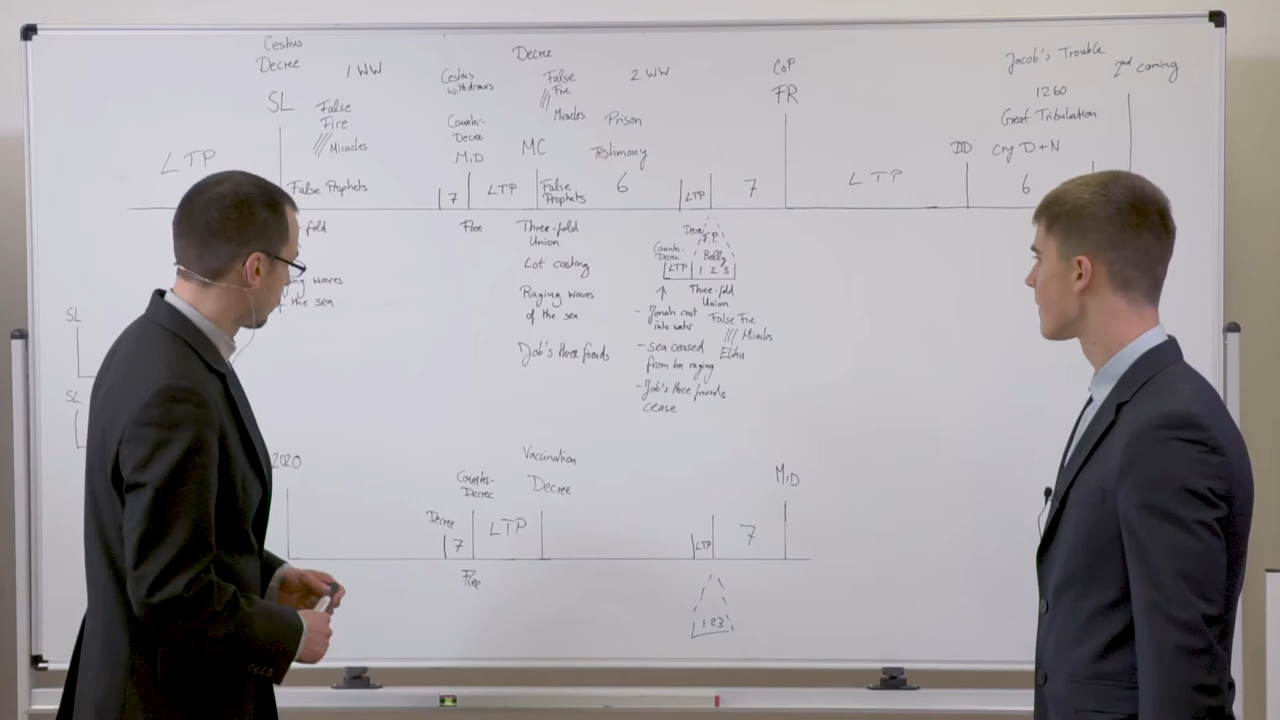 Cestius
Decree
1 WW
SL
False
Fire
/// Miracles
LTP
False Prophets
Cestius
withdraws
Counter-
Decree
MiD
7
LTP
Decree
False
Fire
///
Miracles
MC
False
Prophets
2 WW
Prison
Testimony
6
LTP
7
CoP
FR
LTP
DD
Jacob's Trouble
1260
Great Tribulation
cry D+N
6
2nd coming
fold
waves
the sea
SL
SL
Three-fold
Union
Lot casting
Raging waves
of the sea
Job's three friends
Decree
F.P.
Counter-
Decree
Belly
LTP 1 2 3
Three-fold
Union
- Jonah cast
into water
False Fire
/// Miracles
- sea ceased
from her raging
Elihu
- Job's three friends
cease
2020
Decree
7
Counter-
Decree
LTP
Vaccination
Decree
LTP
7
MiD
1 2 3